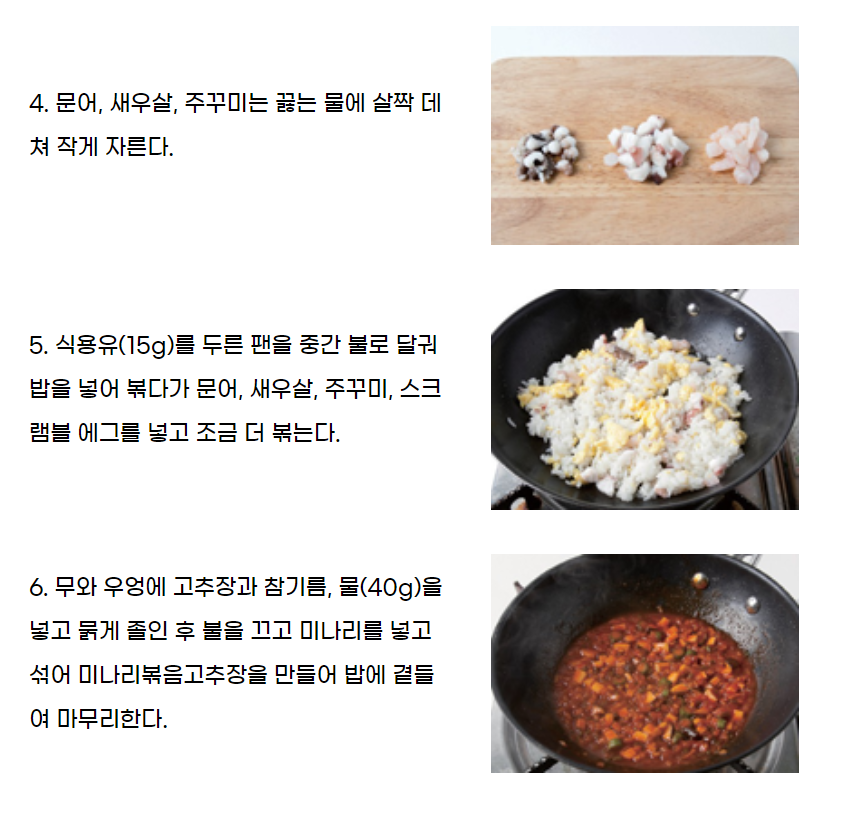 4. 문어, 새우살, 주꾸미는 끓는 물에 살짝 데
쳐 작게 자른다.
5. 식용유(15g)를 두른 팬을 중간 불로 달궈
밥을 넣어 볶다가 문어, 새우살, 주꾸미, 스크
램블 에그를 넣고 조금 더 볶는다.
6. 무와 우엉에 고추장과 참기름, 물(40g)을
넣고 묽게 졸인 후 불을 끄고 미나리를 넣고
섞어 미나리볶음고추장을 만들어 밥에 곁들
여 마무리한다.